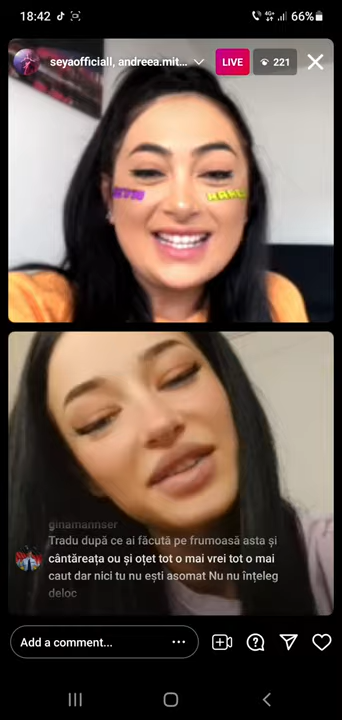 18:42
4G+
66%
seyaofficiall, andreea.mit...
LIVE
221
ginamannser
Tradu după ce ai făcută pe frumoasă asta și
cântăreața ou și oțet tot o mai vrei tot o mai
caut dar nici tu nu ești asomat Nu nu înțeleg
deloc
Add a comment...